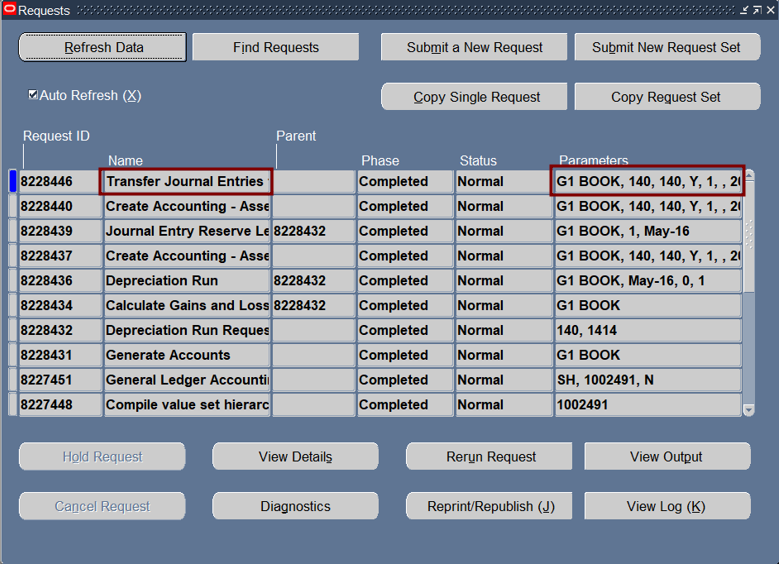 Requests
Refresh Data Find Requests Submit a New Request Submit New Request Set
Auto Refresh (X) Copy Single Request Copy Request Set
Request ID Parent
Name Phase Status Parameters
8228446 Transfer Journal Entries Completed Normal G1 BOOK, 140, 140, Y, 1, , 20
8228440 Create Accounting - Asse Completed Normal G1 BOOK, 140, 140, Y, 1, , 20
8228439 Journal Entry Reserve Le 8228432 Completed Normal G1 BOOK, 1, May-16
8228437 Create Accounting - Asse Completed Normal G1 BOOK, 140, 140, Y, 1, , 20
8228436 Depreciation Run 8228432 Completed Normal G1 BOOK, May-16, 0, 1
8228434 Calculate Gains and Loss 8228432 Completed Normal G1 BOOK
8228432 Depreciation Run Reques Completed Normal 140, 1414
8228431 Generate Accounts Completed Normal G1 BOOK
8227451 General Ledger Accounti Completed Normal SH, 1002491, N
8227448 Compile value set hierarc Completed Normal 1002491
Hold Request View Details Rerun Request View Output
Cancel Request Diagnostics Reprint/Republish (J) View Log (K)